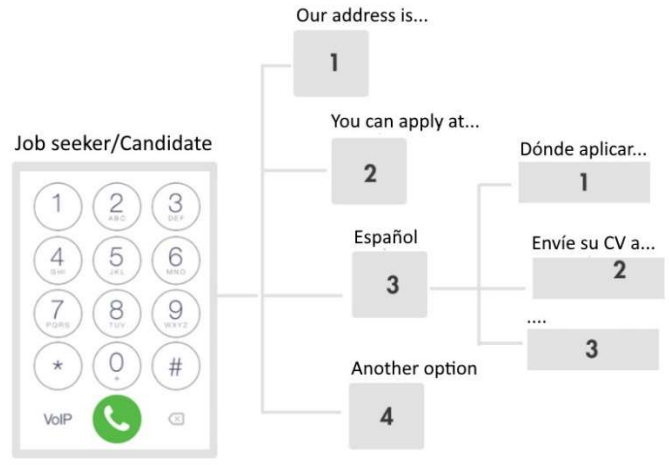 Our address is...
1
You can apply at...
2
Job seeker/Candidate
1 2 3
ABC DEF
4 5 6
GHI JKL MNO
7 8 9
PQRS TUV WXYZ
* 0 #
+
VoIP
Español
3
Another option
4
Dónde aplicar...
1
Envíe su CV a...
2
....
3